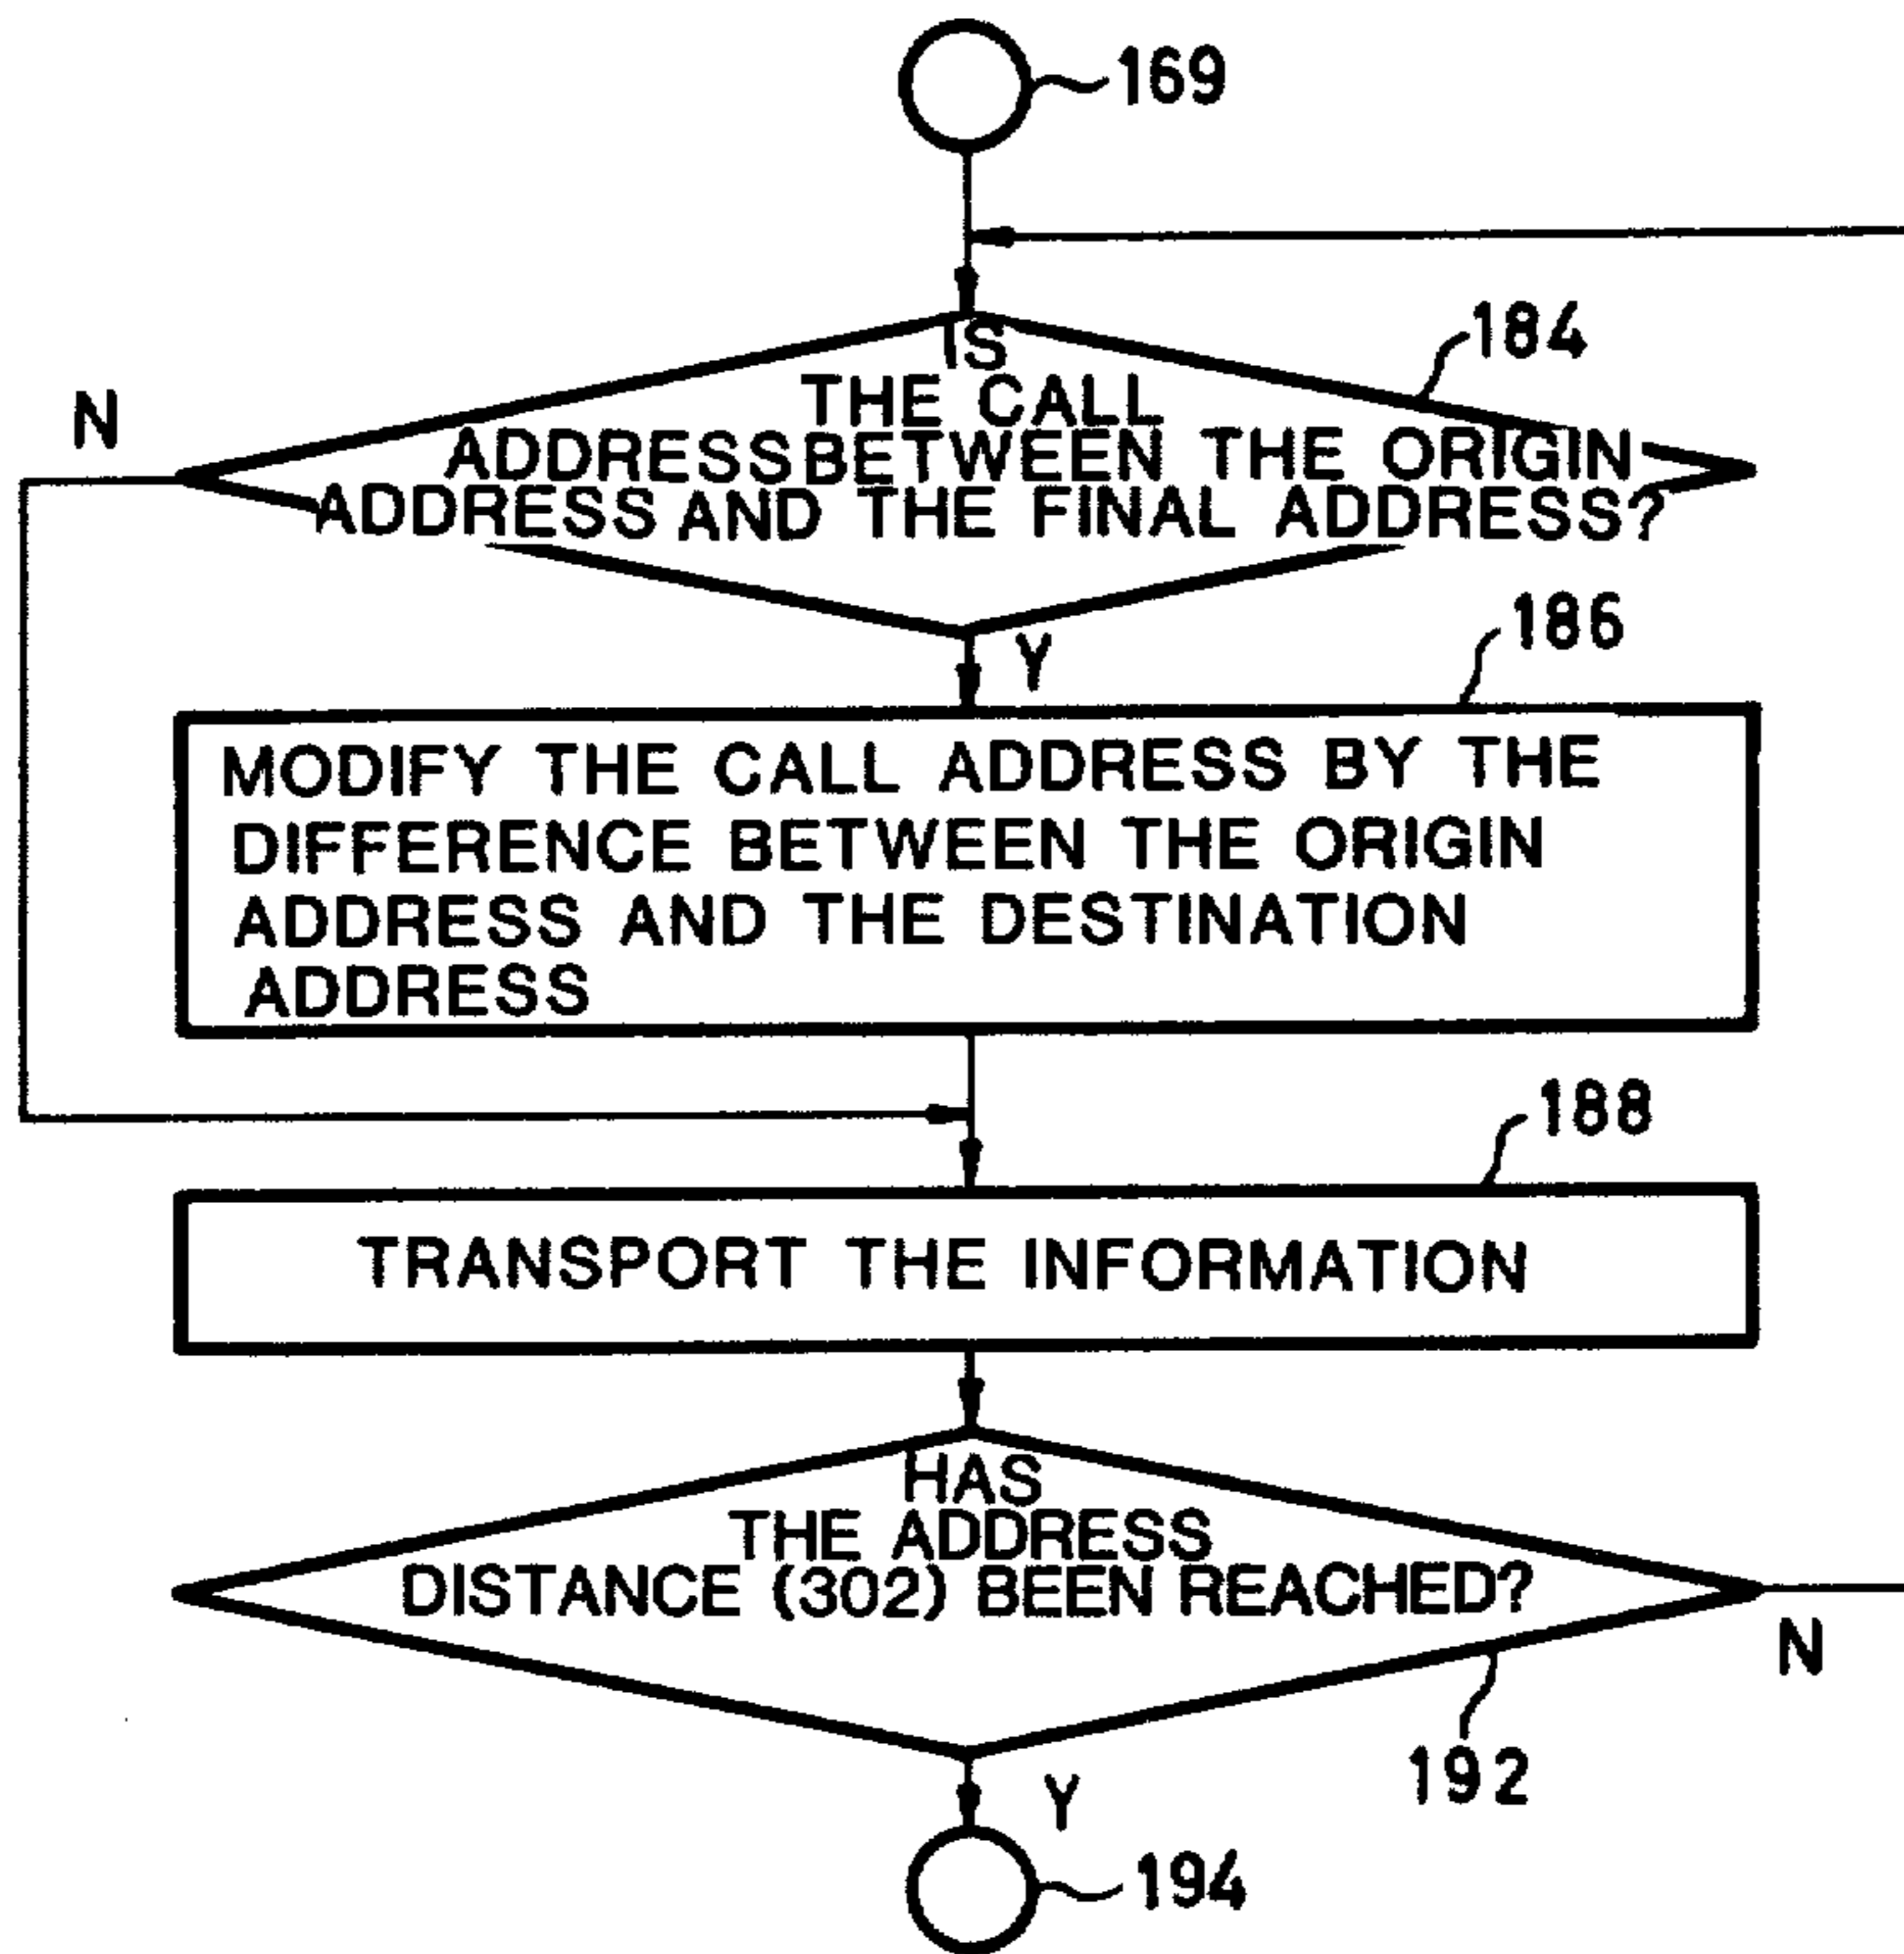 169
184
N
IS
THE CALL
ADDRESS BETWEEN THE ORIGIN
ADDRESS AND THE FINAL ADDRESS?
Y
186
MODIFY THE CALL ADDRESS BY THE
DIFFERENCE BETWEEN THE ORIGIN
ADDRESS AND THE DESTINATION
ADDRESS
188
TRANSPORT THE INFORMATION
HAS
THE ADDRESS
DISTANCE (302) BEEN REACHED?
N
192
Y
194